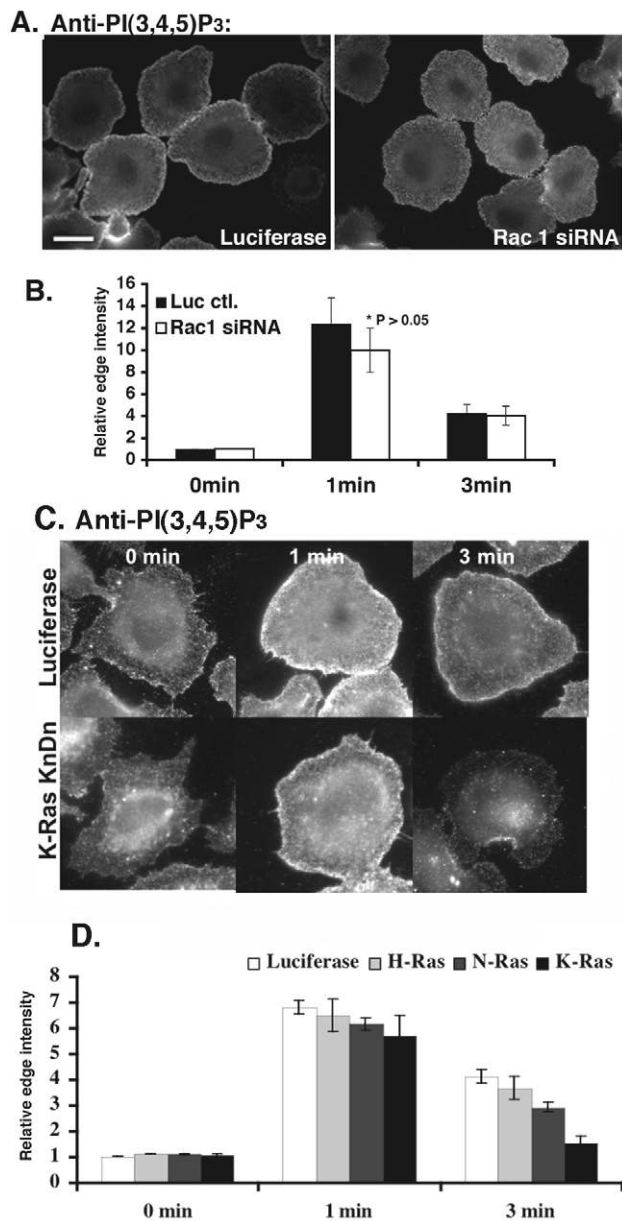 A. Anti-PI(3,4,5)P3:
Luciferase
Rac 1 siRNA
B.
Relative edge intensity
16
14
12
10
8
6
4
2
0
Luc ctl.
Rac1 siRNA
* P > 0.05
0min
1min
3min
C. Anti-PI(3,4,5)P3
0 min
1 min
3 min
Luciferase
K-Ras KnDn
D.
Luciferase
H-Ras
N-Ras
K-Ras
Relative edge intensity
8
7
6
5
4
3
2
1
0
0 min
1 min
3 min